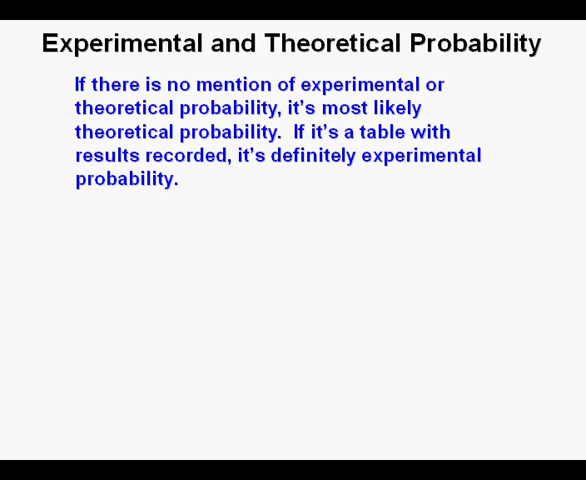 Experimental and Theoretical Probability
If there is no mention of experimental or
theoretical probability, it's most likely
theoretical probability.  If it's a table with
results recorded, it's definitely experimental
probability.